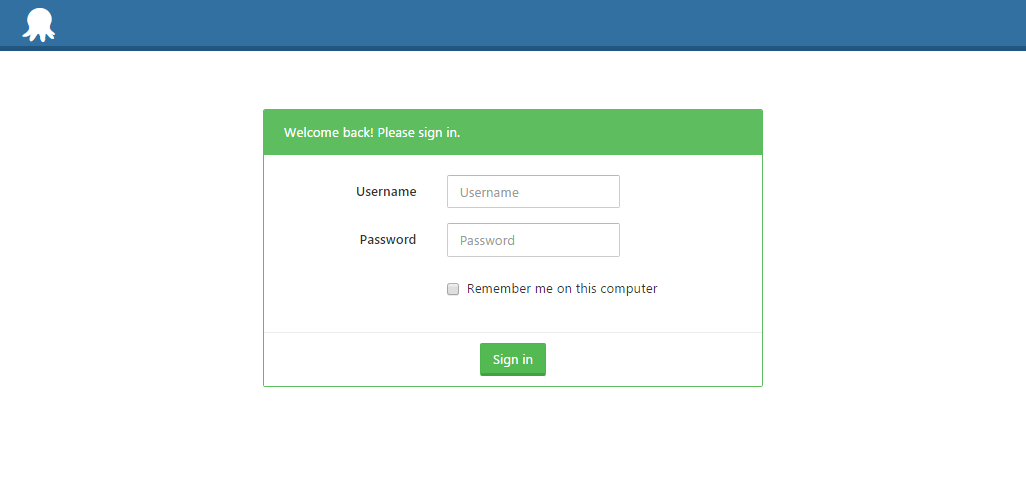 Welcome back! Please sign in.
Username Username
Password Password
Remember me on this computer
Sign in